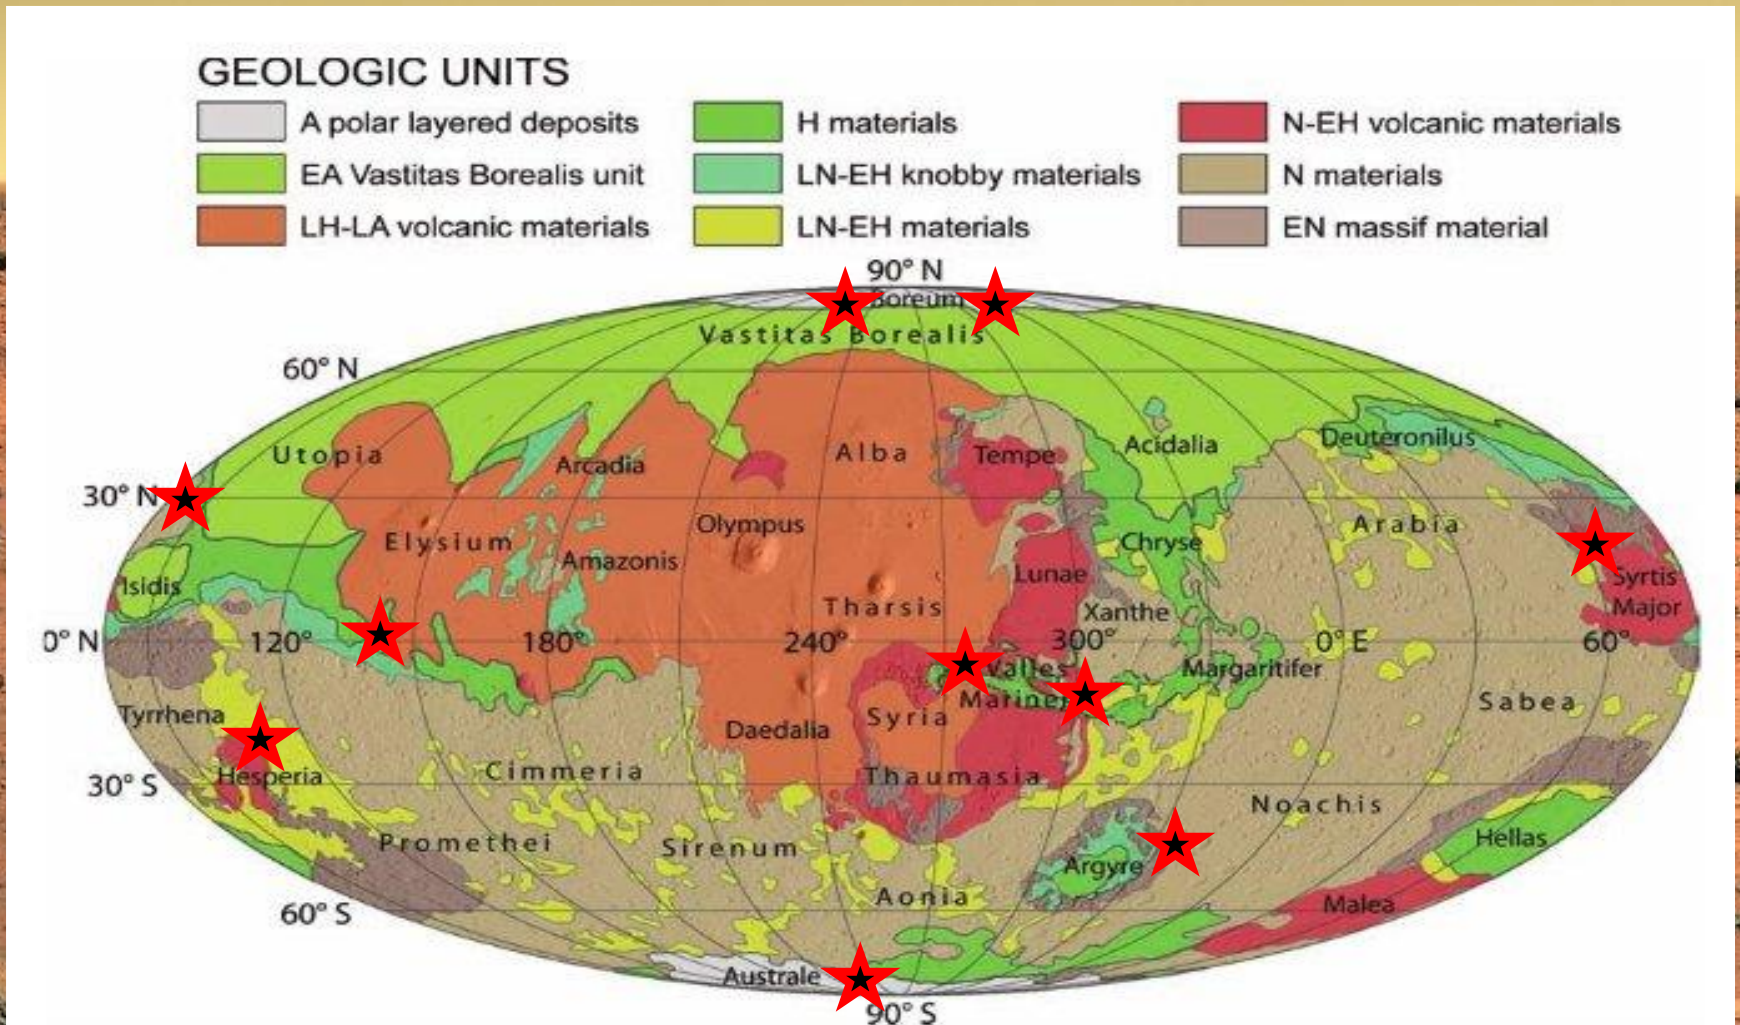 GEOLOGIC UNITS
A polar layered deposits
H materials
N-EH volcanic materials
EA Vastitas Borealis unit
LN-EH knobby materials
N materials
LH-LA volcanic materials
LN-EH materials
EN massif material
90° N
Boreum
Vastitas Borealis
60° N
Utopia
Arcadia
Alba
Tempe
Acidalia
Deuteronilus
30° N
Olympus
Arabia
Elysium
Amazonis
Chryse
Isidis
Lunae
Syrtis
Major
Tharsis
Xanthe
0° N
120°
180°
240°
300°
0° E
60°
Valles
Margaritifer
Mariner
Tyrrhena
Syria
Sabea
Daedalia
Hesperia
Cimmeria
Thaumasia
30° S
Noachis
Promethei
Sirenum
Hellas
Argyre
Aonia
Malea
60° S
Australe
90° S